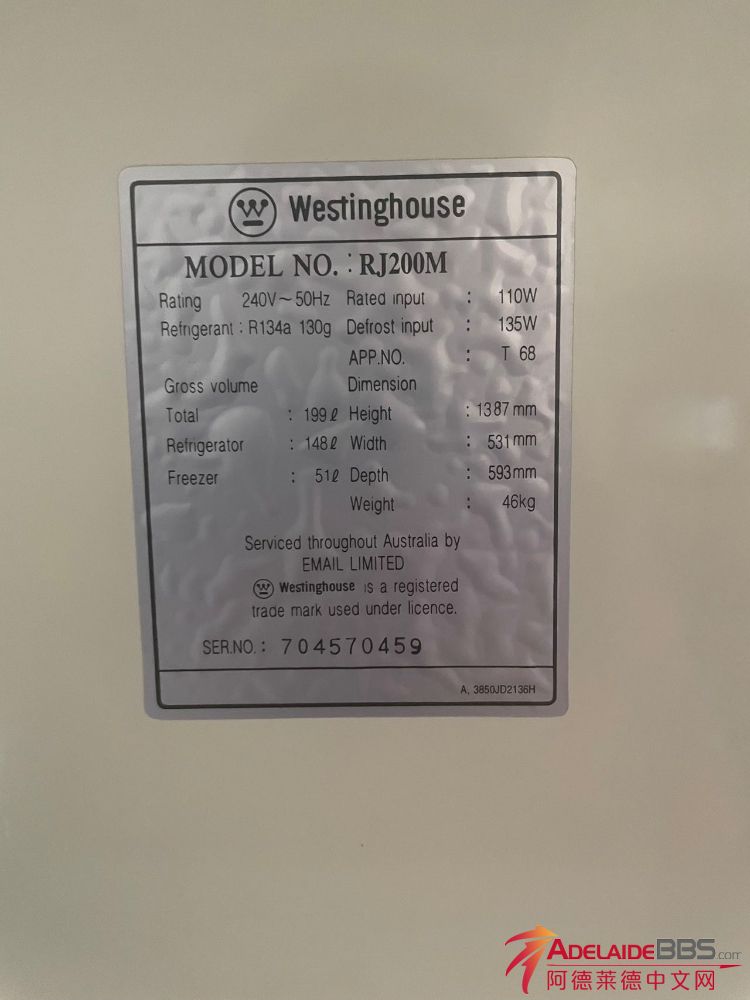 Westinghouse
MODEL NO. : RJ200M
Rating 240V~50Hz Rated input : 110W
Refrigerant : R134a 130g Defrost input : 135W
APP.NO. : T 68
Gross volume Dimension
Total : 199ℓ Height : 1387mm
Refrigerator : 148ℓ Width : 531mm
Freezer : 51ℓ Depth : 593mm
Weight : 46kg
Serviced throughout Australia by
EMAIL LIMITED
Westinghouse is a registered
trade mark used under licence.
SER.NO. : 704570459
A, 3850JD2136H
ADELAIDEBBS.com
阿德莱德中文网